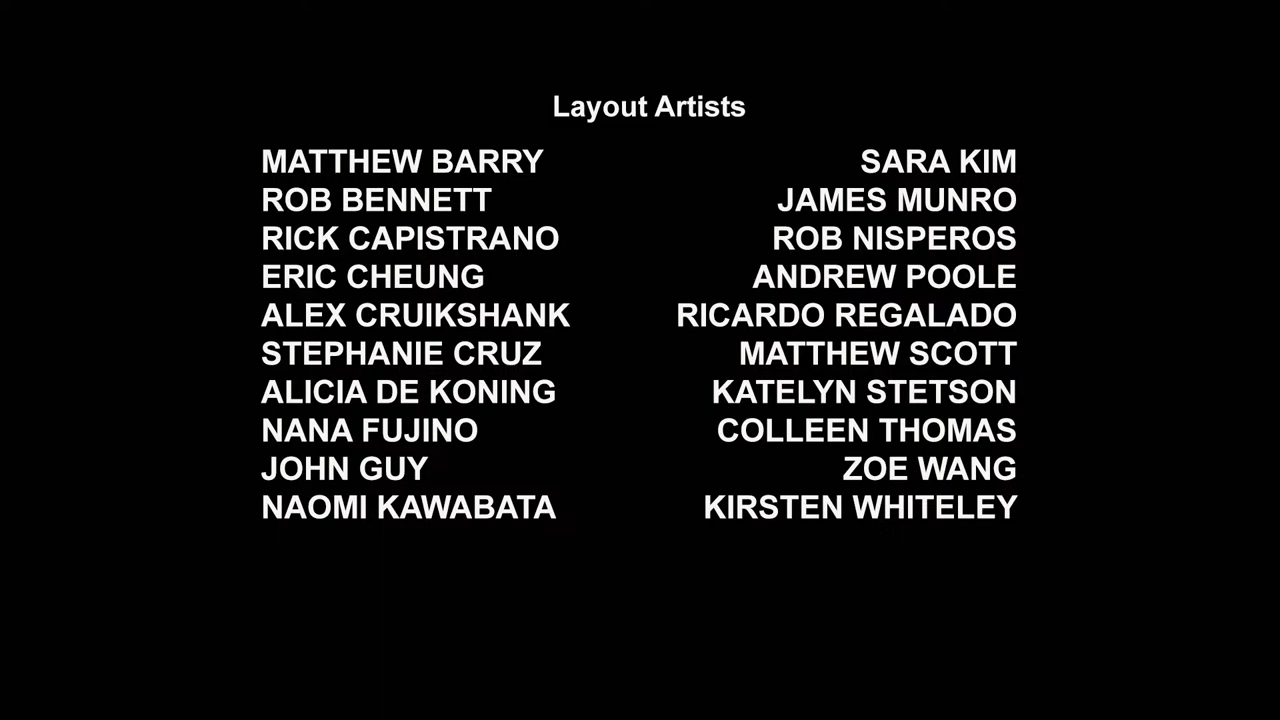 Layout Artists
MATTHEW BARRY
ROB BENNETT
RICK CAPISTRANO
ERIC CHEUNG
ALEX CRUIKSHANK
STEPHANIE CRUZ
ALICIA DE KONING
NANA FUJINO
JOHN GUY
NAOMI KAWABATA
SARA KIM
JAMES MUNRO
ROB NISPEROS
ANDREW POOLE
RICARDO REGALADO
MATTHEW SCOTT
KATELYN STETSON
COLLEEN THOMAS
ZOE WANG
KIRSTEN WHITELEY